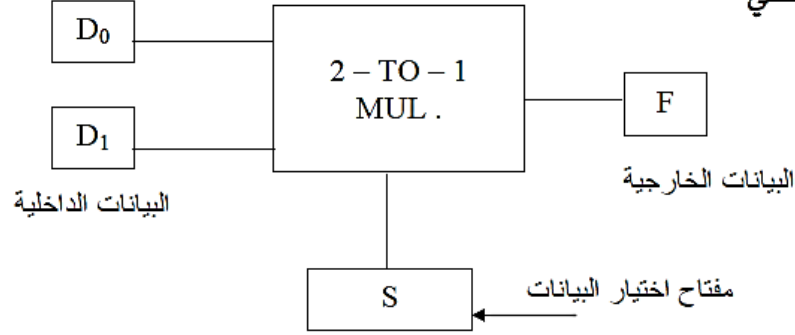 D0
2 – TO – 1
MUL .
F
D1
البيانات الخارجية
البيانات الداخلية
S
مفتاح اختيار البيانات